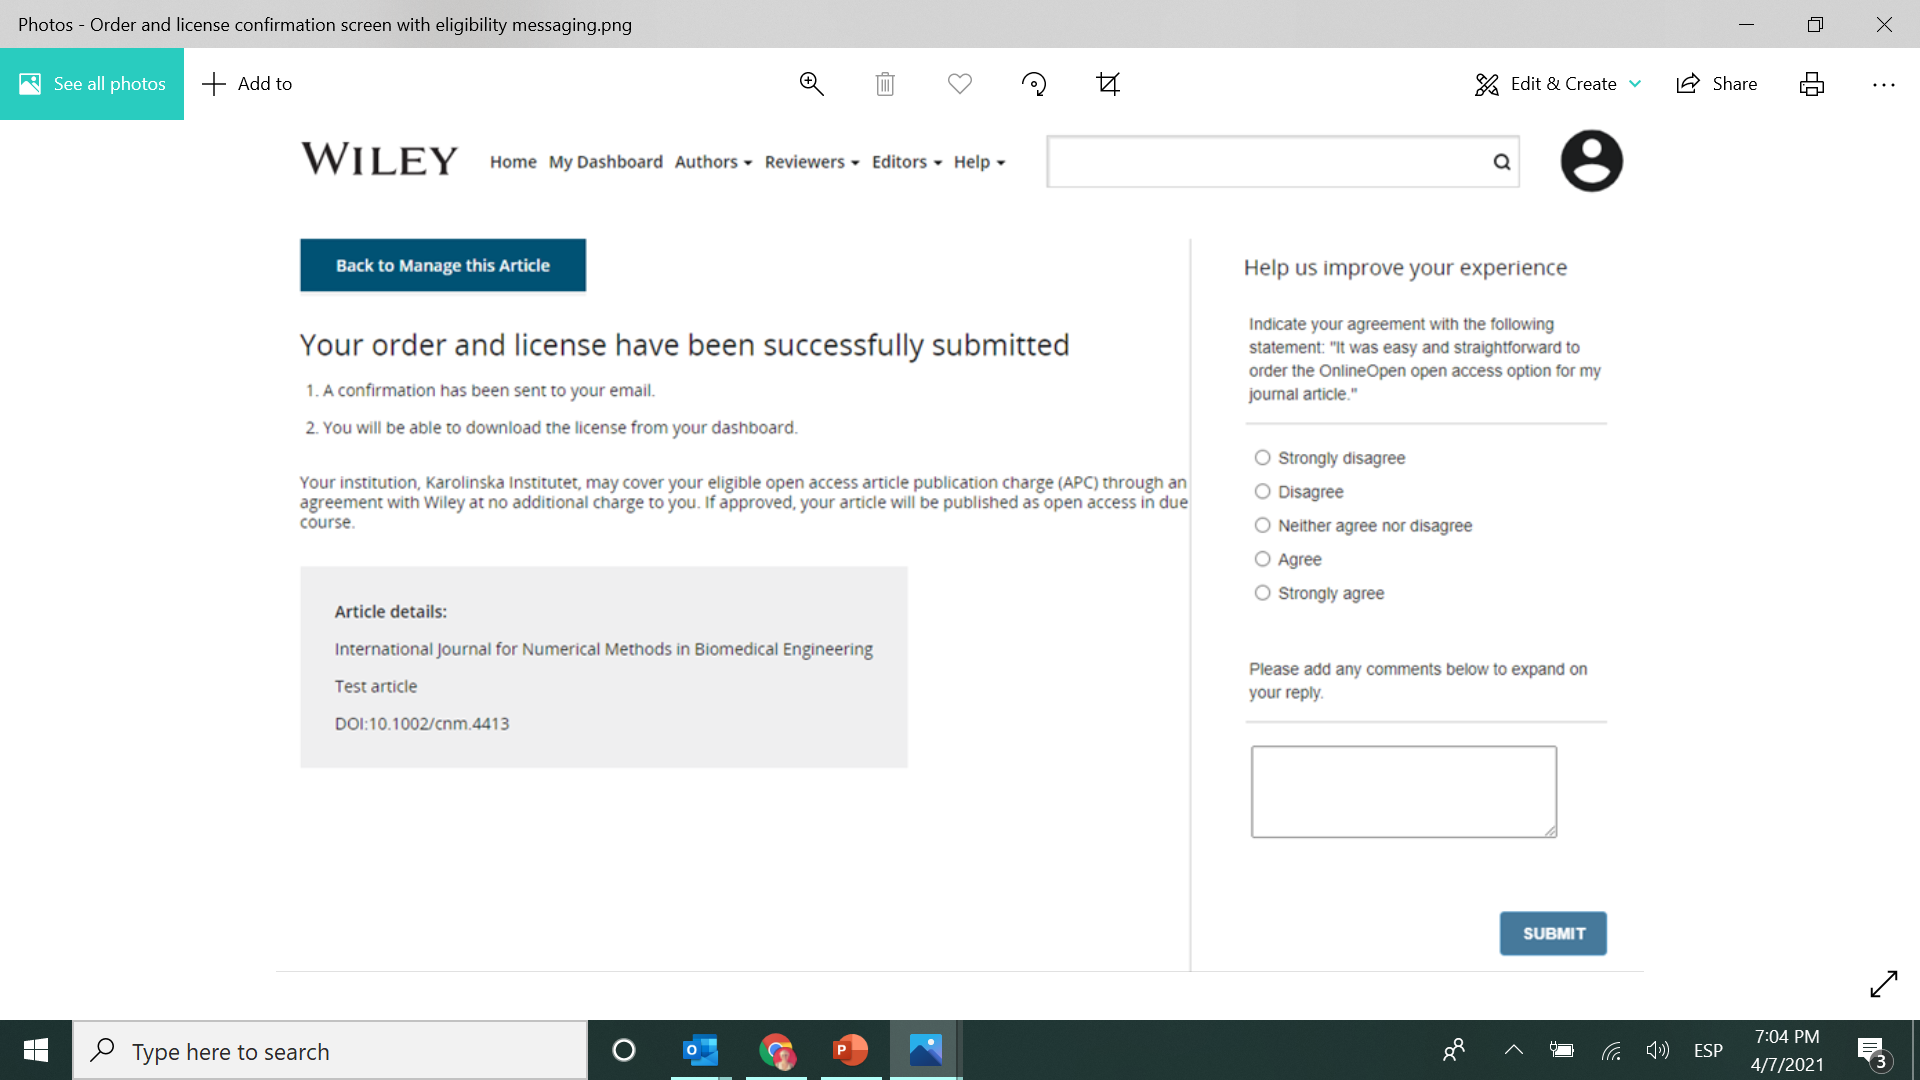 Photos - Order and license confirmation screen with eligibility messaging.png
See all photos
Add to
Edit & Create
Share
WILEY
Home My Dashboard Authors Reviewers Editors Help
Back to Manage this Article
Your order and license have been successfully submitted
1. A confirmation has been sent to your email.
2. You will be able to download the license from your dashboard.
Your institution, Karolinska Institutet, may cover your eligible open access article publication charge (APC) through an
agreement with Wiley at no additional charge to you. If approved, your article will be published as open access in due
course.
Article details:
International Journal for Numerical Methods in Biomedical Engineering
Test article
DOI:10.1002/cnm.4413
Help us improve your experience
Indicate your agreement with the following
statement: "It was easy and straightforward to
order the OnlineOpen open access option for my
journal article."
Strongly disagree
Disagree
Neither agree nor disagree
Agree
Strongly agree
Please add any comments below to expand on
your reply.
SUBMIT
Type here to search
O
P
ESP
7:04 PM
4/7/2021
3